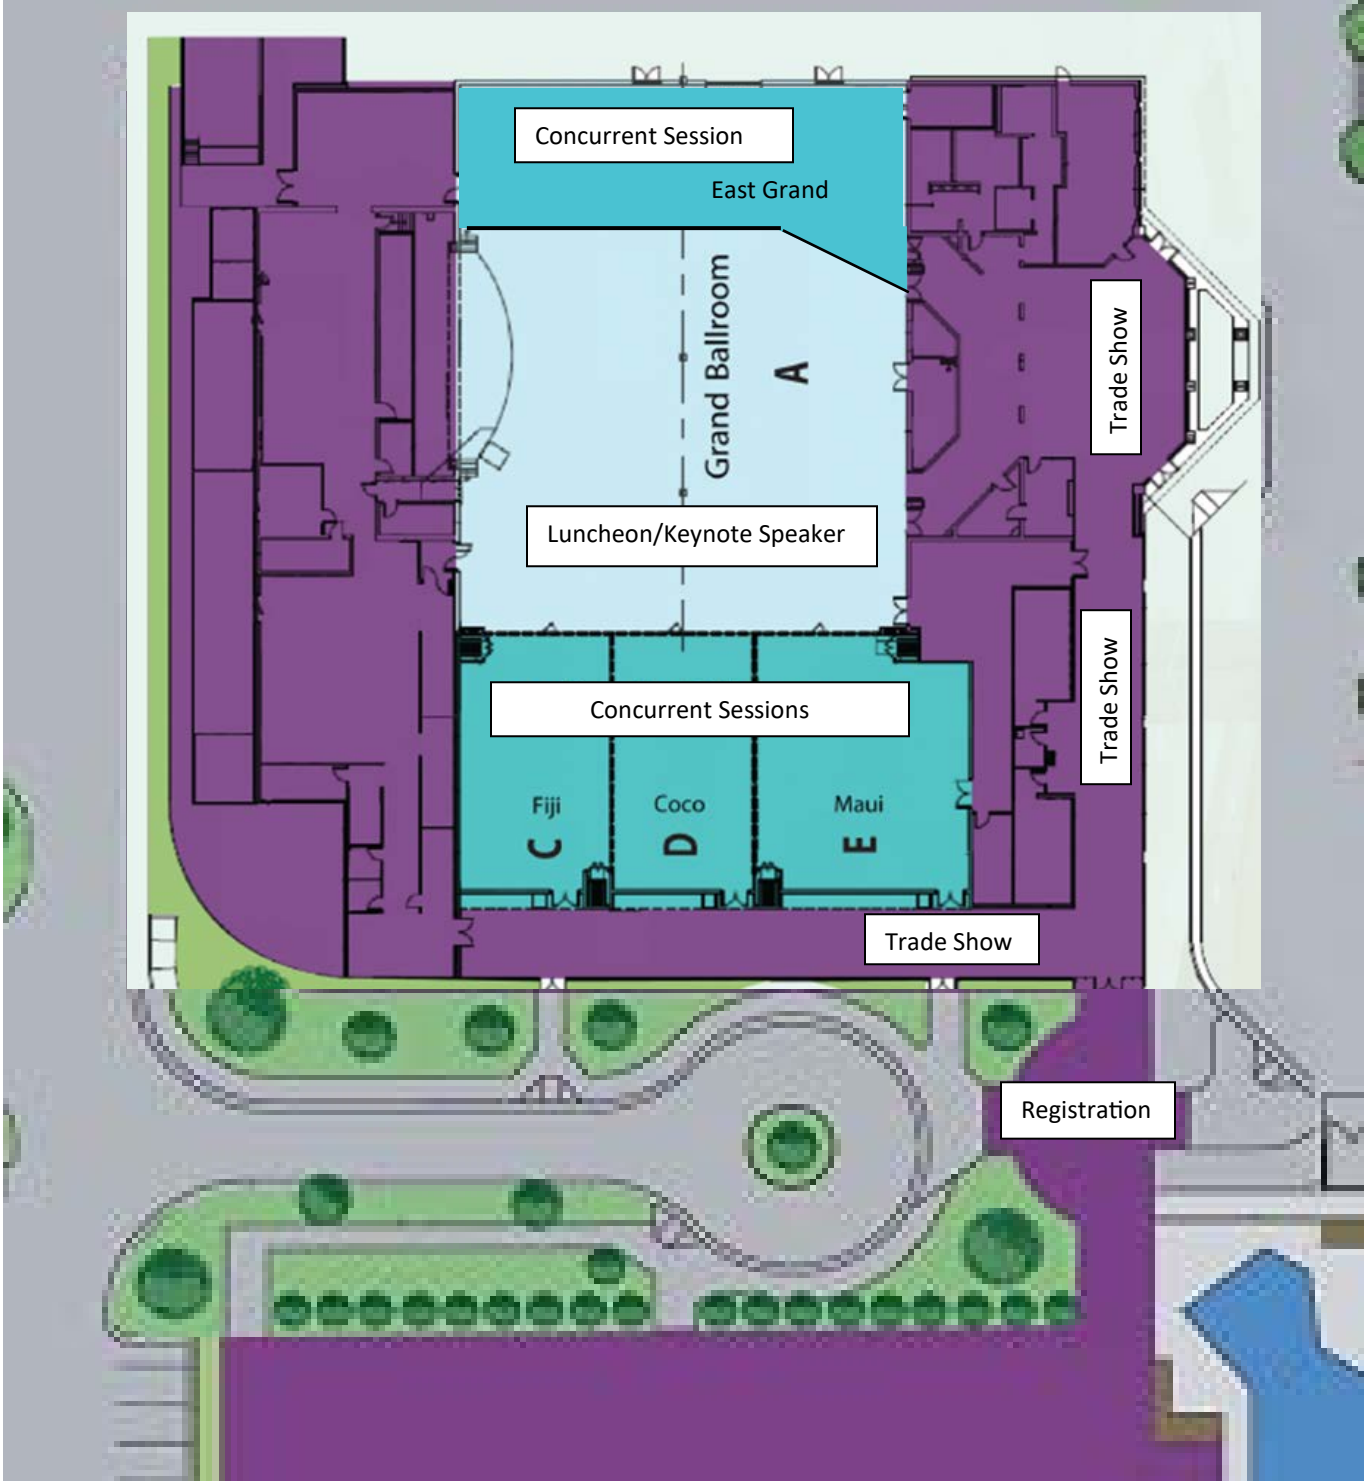 Concurrent Session
East Grand
Grand Ballroom
A
Trade Show
Luncheon/Keynote Speaker
Trade Show
Concurrent Sessions
Fiji
C
Coco
D
Maui
E
Trade Show
Registration